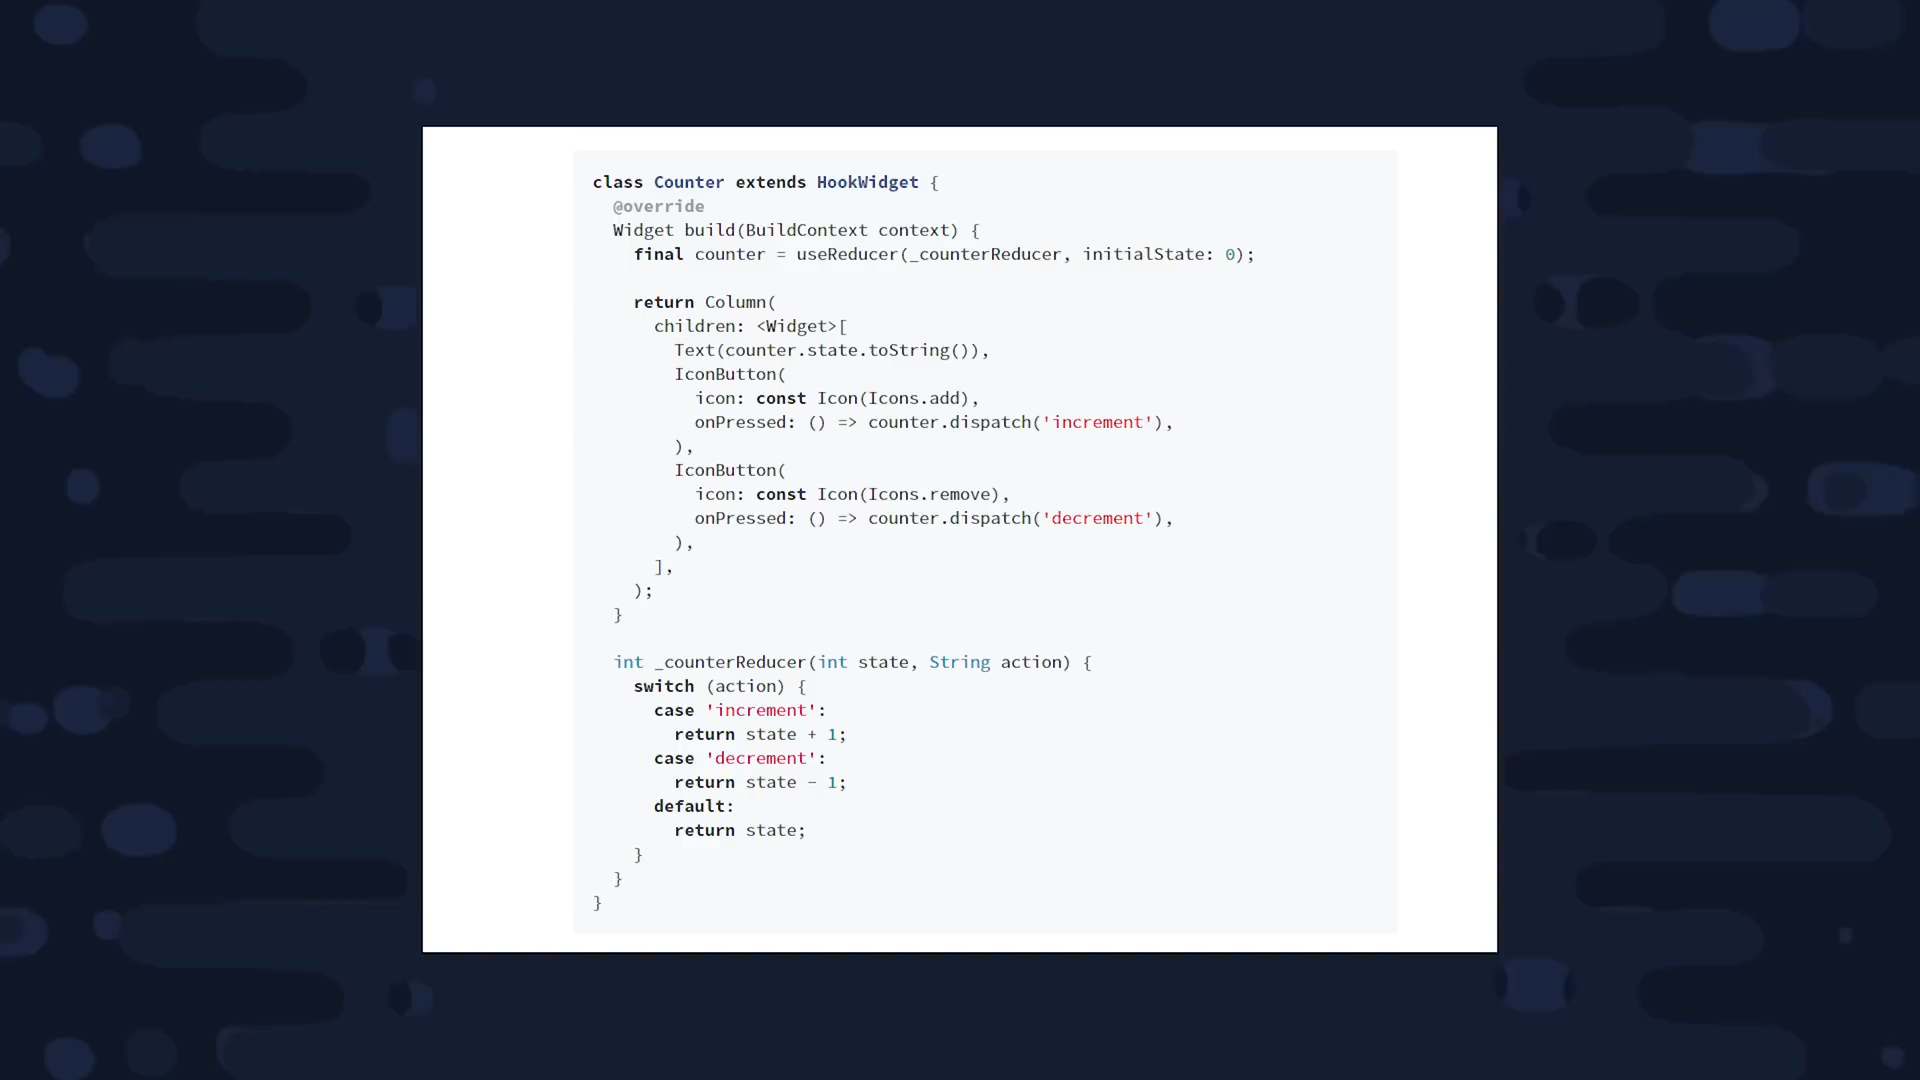 class Counter extends HookWidget {
  @override
  Widget build(BuildContext context) {
    final counter = useReducer(_counterReducer, initialState: 0);

    return Column(
      children: <Widget>[
        Text(counter.state.toString()),
        IconButton(
          icon: const Icon(Icons.add),
          onPressed: () => counter.dispatch('increment'),
        ),
        IconButton(
          icon: const Icon(Icons.remove),
          onPressed: () => counter.dispatch('decrement'),
        ),
      ],
    );
  }

  int _counterReducer(int state, String action) {
    switch (action) {
      case 'increment':
        return state + 1;
      case 'decrement':
        return state - 1;
      default:
        return state;
    }
  }
}